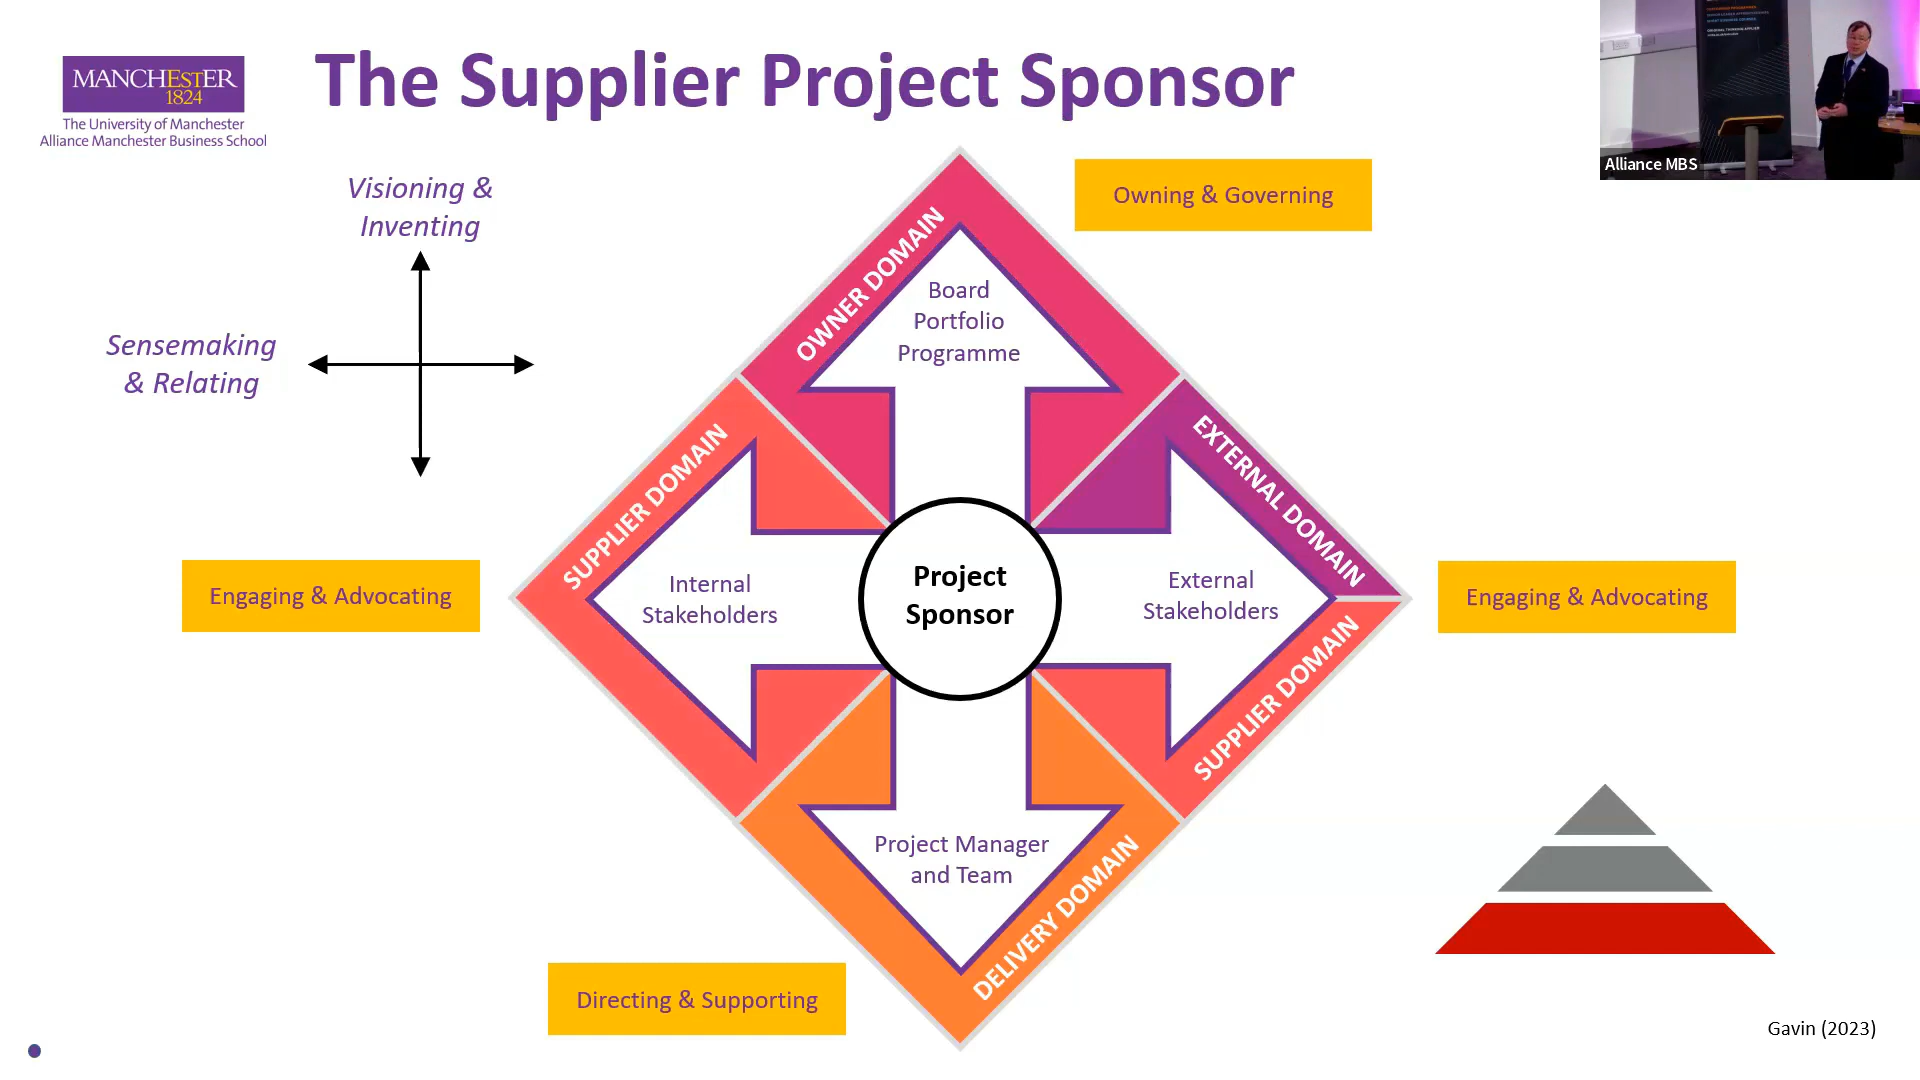 MANCHESTER
1824
The University of Manchester
Alliance Manchester Business School
The Supplier Project Sponsor
Alliance MBS
Visioning &
Inventing
Sensemaking
& Relating
Owning & Governing
OWNER DOMAIN
Board
Portfolio
Programme
SUPPLIER DOMAIN
EXTERNAL DOMAIN
Engaging & Advocating
Internal
Stakeholders
Project
Sponsor
External
Stakeholders
Engaging & Advocating
SUPPLIER DOMAIN
Project Manager
and Team
DELIVERY DOMAIN
Directing & Supporting
Gavin (2023)